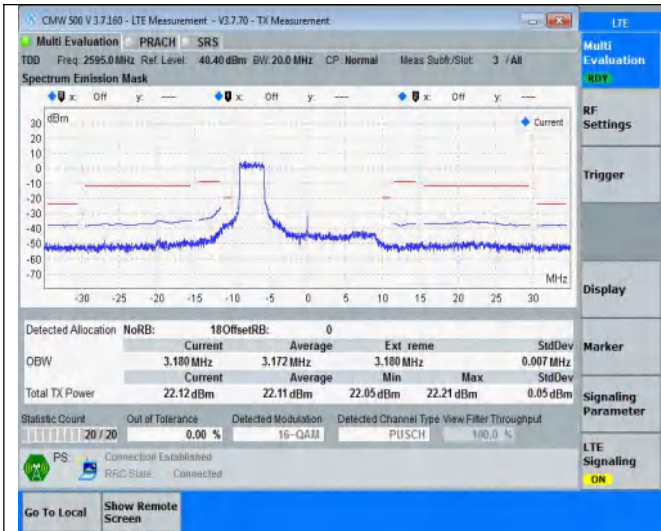 CMW 500 V 3.7.160 - LTE Measurement - V3.7.70 - TX Measurement
LTE
Multi Evaluation PRACH SRS
TDD Freq: 2595.0 MHz Ref. Level: 40.40 dBm BW: 20.0 MHz CP: Normal Meas Subfr./Slot: 3 / All
Spectrum Emission Mask
x: Off y: --- x: Off y: --- x: Off y: ---
dBm
Current
30
20
10
0
-10
-20
-30
-40
-50
-60
-70
MHz
-30 -25 -20 -15 -10 -5 0 5 10 15 20 25 30
Detected Allocation NoRB: 18OffsetRB: 0
Current Average Ext reme StdDev
OBW 3.180 MHz 3.172 MHz 3.180 MHz 0.007 MHz
Current Average Min Max StdDev
Total TX Power 22.12 dBm 22.11 dBm 22.05 dBm 22.21 dBm 0.05 dBm
Statistic Count Out of Tolerance Detected Modulation Detected Channel Type View Filter Throughput
20 / 20 0.00 % 16-QAM PUSCH 100.0 %
PS: Connection Established
RRC State: Connected
Multi
Evaluation
RDY
RF
Settings
Trigger
Display
Marker
Signaling
Parameter
LTE
Signaling
ON
Go To Local
Show Remote
Screen